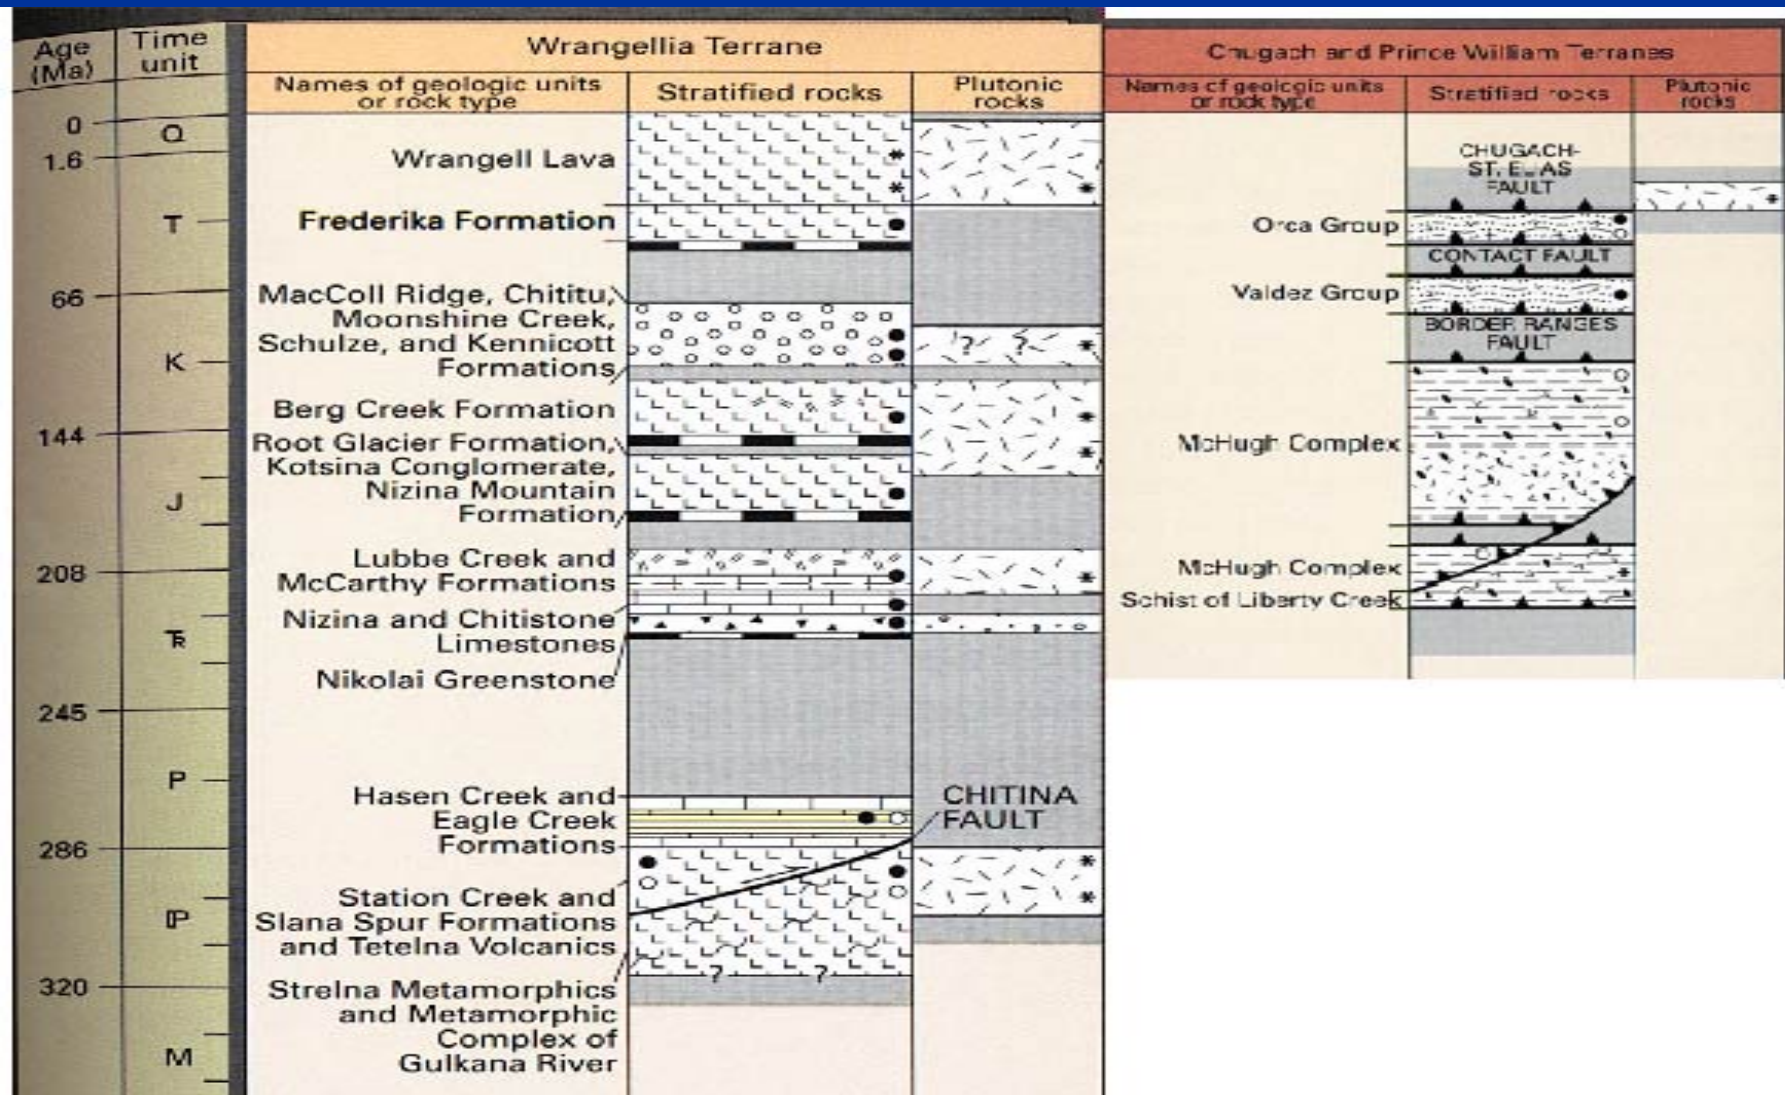 Age
(Ma)
Time
unit
Wrangellia Terrane
Names of geologic units
or rock type
Stratified rocks
Plutonic
rocks
0
1.6
66
144
208
245
286
320
Q
T
K
J
TR
P
IP
M
Wrangell Lava
Frederika Formation
MacColl Ridge, Chititu,
Moonshine Creek,
Schulze, and Kennicott
Formations
Berg Creek Formation
Root Glacier Formation,
Kotsina Conglomerate,
Nizina Mountain
Formation
Lubbe Creek and
McCarthy Formations
Nizina and Chitistone
Limestones
Nikolai Greenstone
Hasen Creek and
Eagle Creek
Formations
Station Creek and
Slana Spur Formations
and Tetelna Volcanics
Strelna Metamorphics
and Metamorphic
Complex of
Gulkana River
? ?
? ?
CHITINA
FAULT
Chugach and Prince William Terranes
Names of geologic units
or rock type
Stratified rocks
Plutonic
rocks
CHUGACH-
ST. ELIAS
FAULT
Orca Group
CONTACT FAULT
Valdez Group
BORDER RANGES
FAULT
McHugh Complex
McHugh Complex
Schist of Liberty Creek